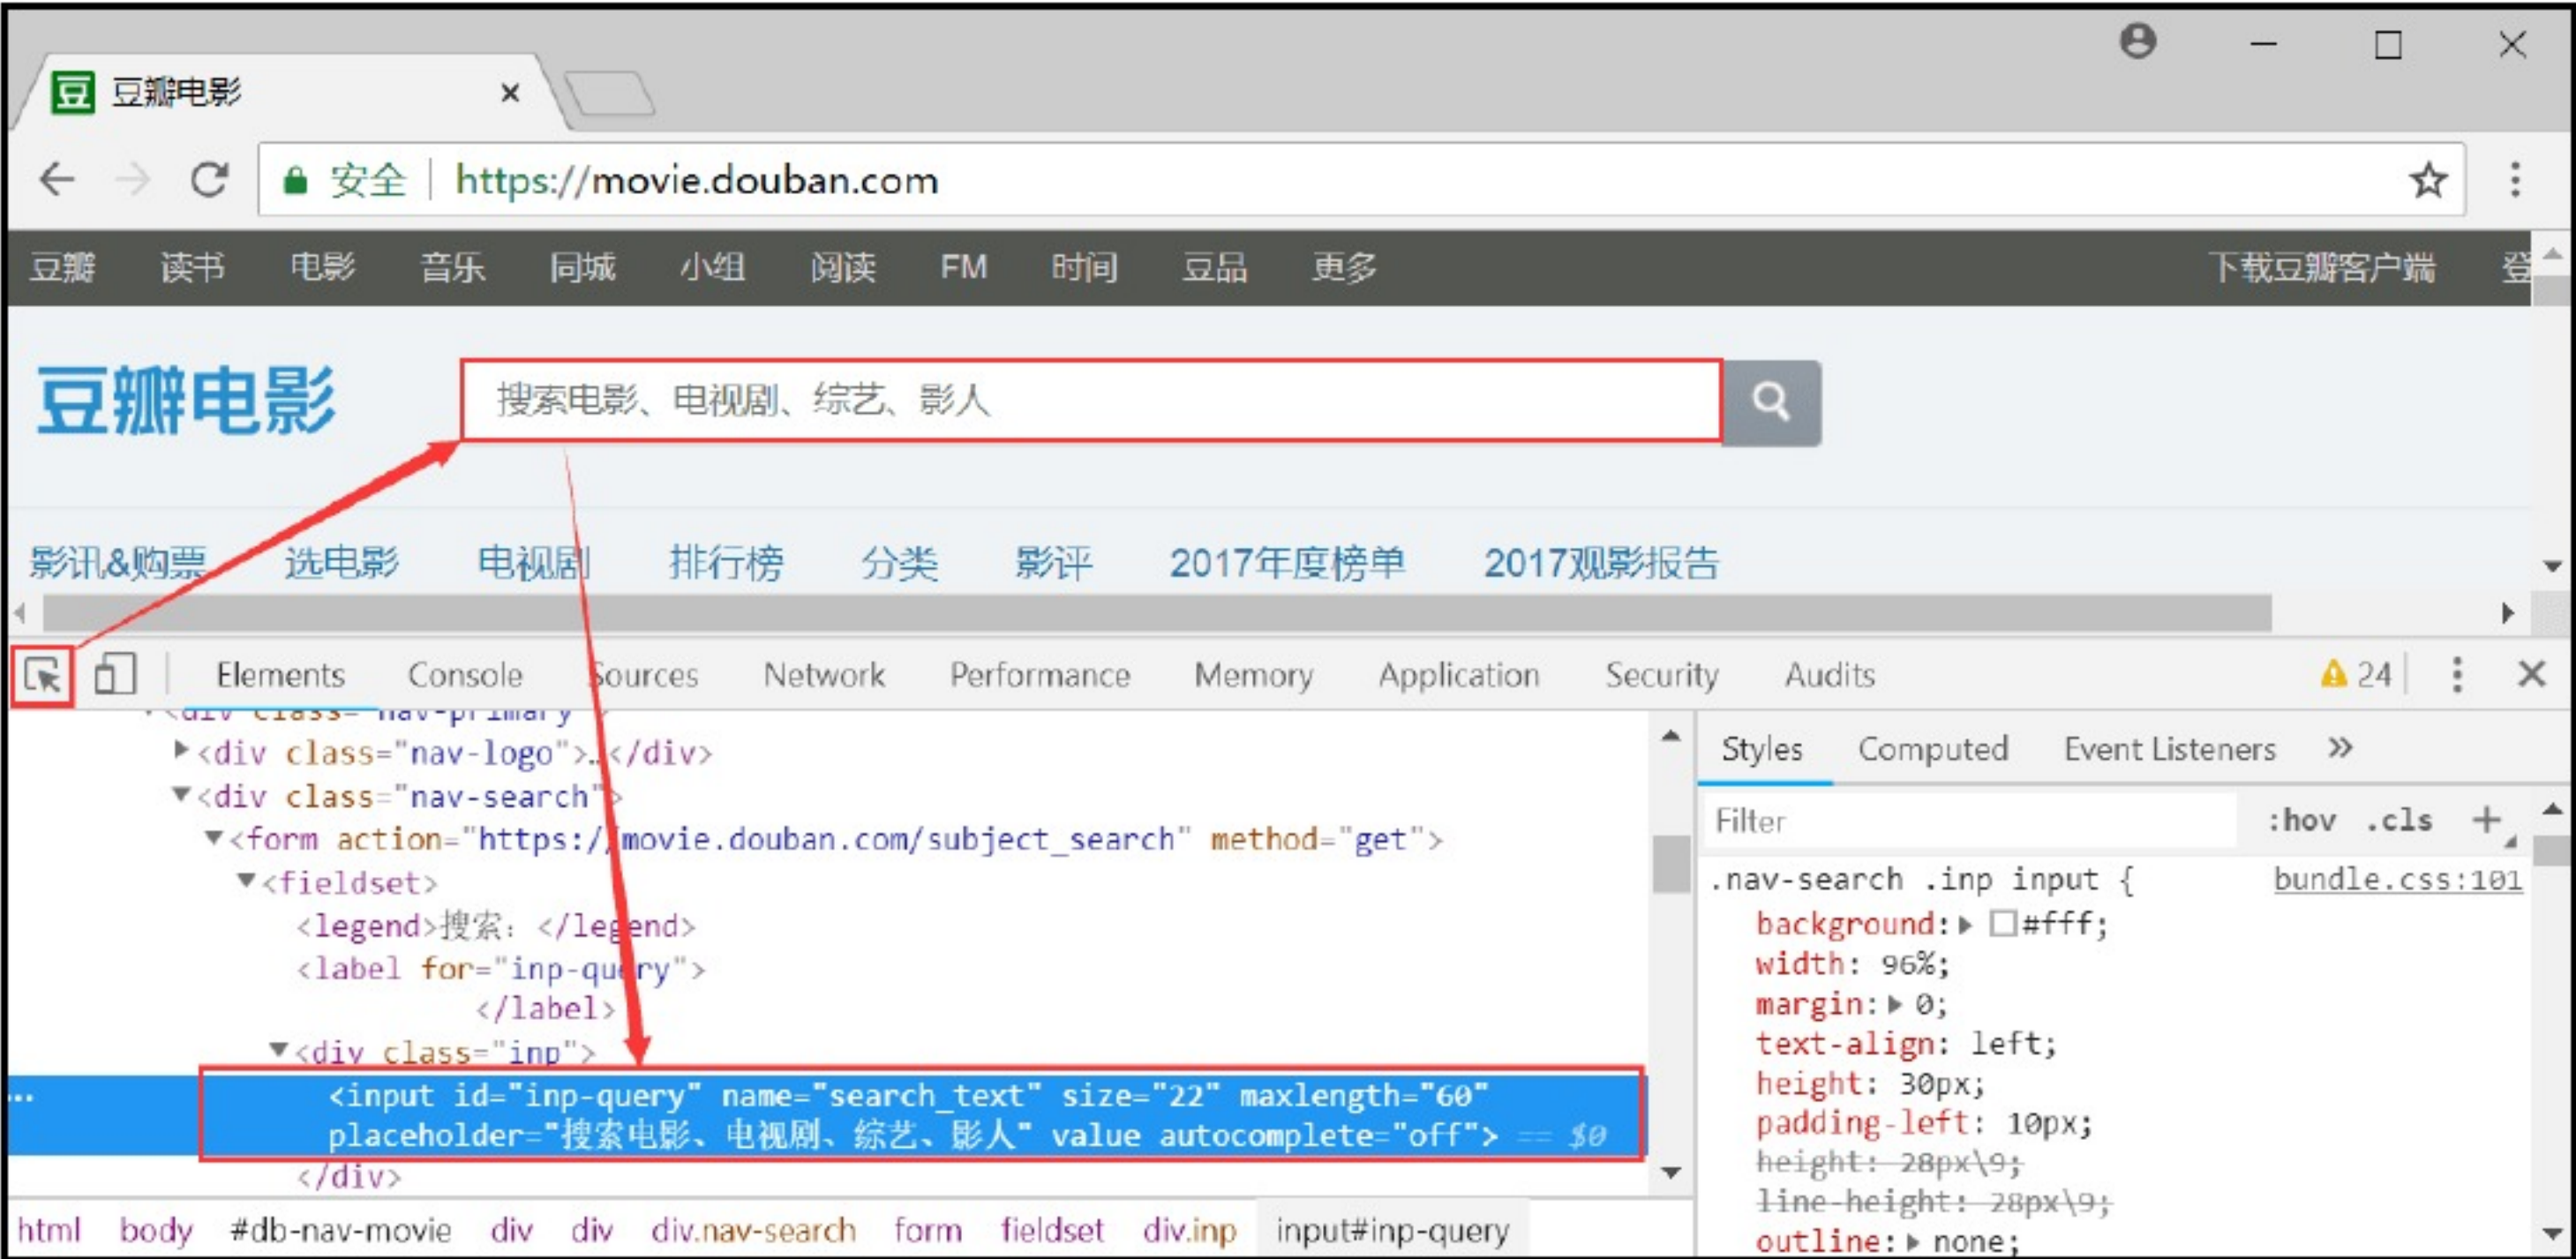 豆瓣电影
安全 https://movie.douban.com
豆瓣 读书 电影 音乐 同城 小组 阅读 FM 时间 豆品 更多 下载豆瓣客户端 登
豆瓣电影 搜索电影、电视剧、综艺、影人
影讯&购票 选电影 电视剧 排行榜 分类 影评 2017年度榜单 2017观影报告
Elements Console Sources Network Performance Memory Application Security Audits 24
<div class="nav-primary">
<div class="nav-logo">…</div>
<div class="nav-search">
<form action="https://movie.douban.com/subject_search" method="get">
<fieldset>
<legend>搜索：</legend>
<label for="inp-query">
</label>
<div class="inp">
<input id="inp-query" name="search_text" size="22" maxlength="60"
placeholder="搜索电影、电视剧、综艺、影人" value autocomplete="off"> == $0
</div>
html body #db-nav-movie div div div.nav-search form fieldset div.inp input#inp-query
Styles Computed Event Listeners »
Filter :hov .cls +
.nav-search .inp input { bundle.css:101
background: #fff;
width: 96%;
margin: 0;
text-align: left;
height: 30px;
padding-left: 10px;
height: 28px\9;
line-height: 28px\9;
outline: none;